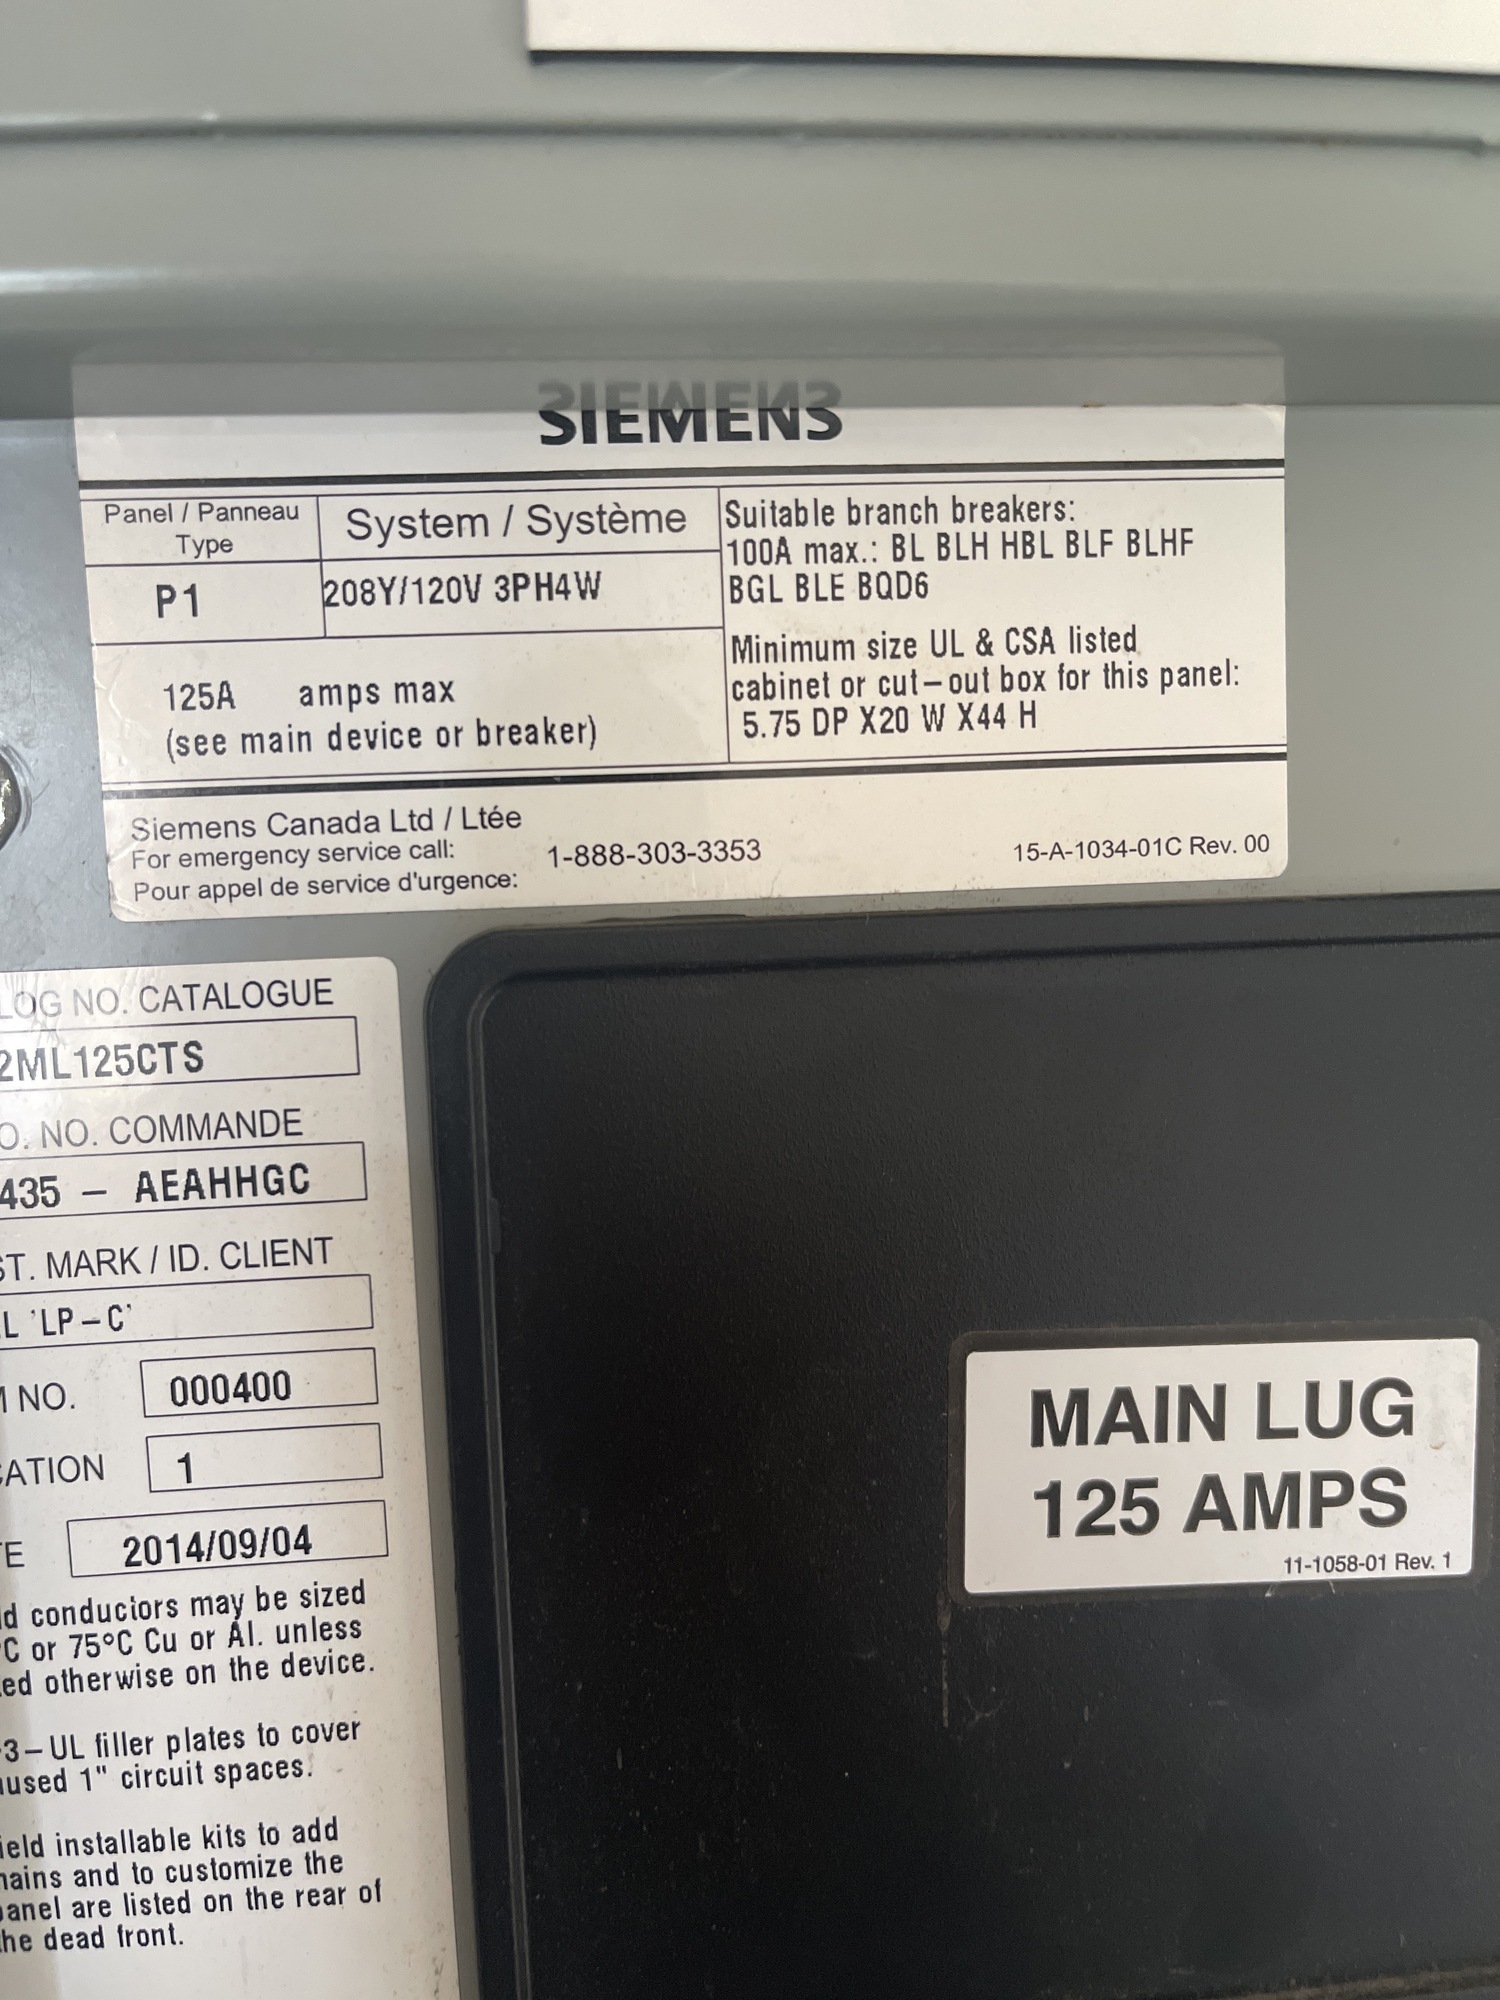 SIEMENS
Panel / Panneau
Type
P1
System / Système
208Y/120V 3PH4W
125A amps max
(see main device or breaker)
Suitable branch breakers:
100A max.: BL BLH HBL BLF BLHF
BGL BLE BQD6
Minimum size UL & CSA listed
cabinet or cut-out box for this panel:
5.75 DP X20 W X44 H
Siemens Canada Ltd / Ltée
For emergency service call:
Pour appel de service d'urgence:
1-888-303-3353
15-A-1034-01C Rev. 00
LOG NO. CATALOGUE
2ML125CTS
O. NO. COMMANDE
435 - AEAHHGC
ST. MARK / ID. CLIENT
L 'LP-C'
NO.
000400
CATION
1
E
2014/09/04
d conductors may be sized
°C or 75°C Cu or Al. unless
ed otherwise on the device.
3-UL filler plates to cover
used 1" circuit spaces.
ield installable kits to add
mains and to customize the
panel are listed on the rear of
the dead front.
MAIN LUG
125 AMPS
11-1058-01 Rev. 1